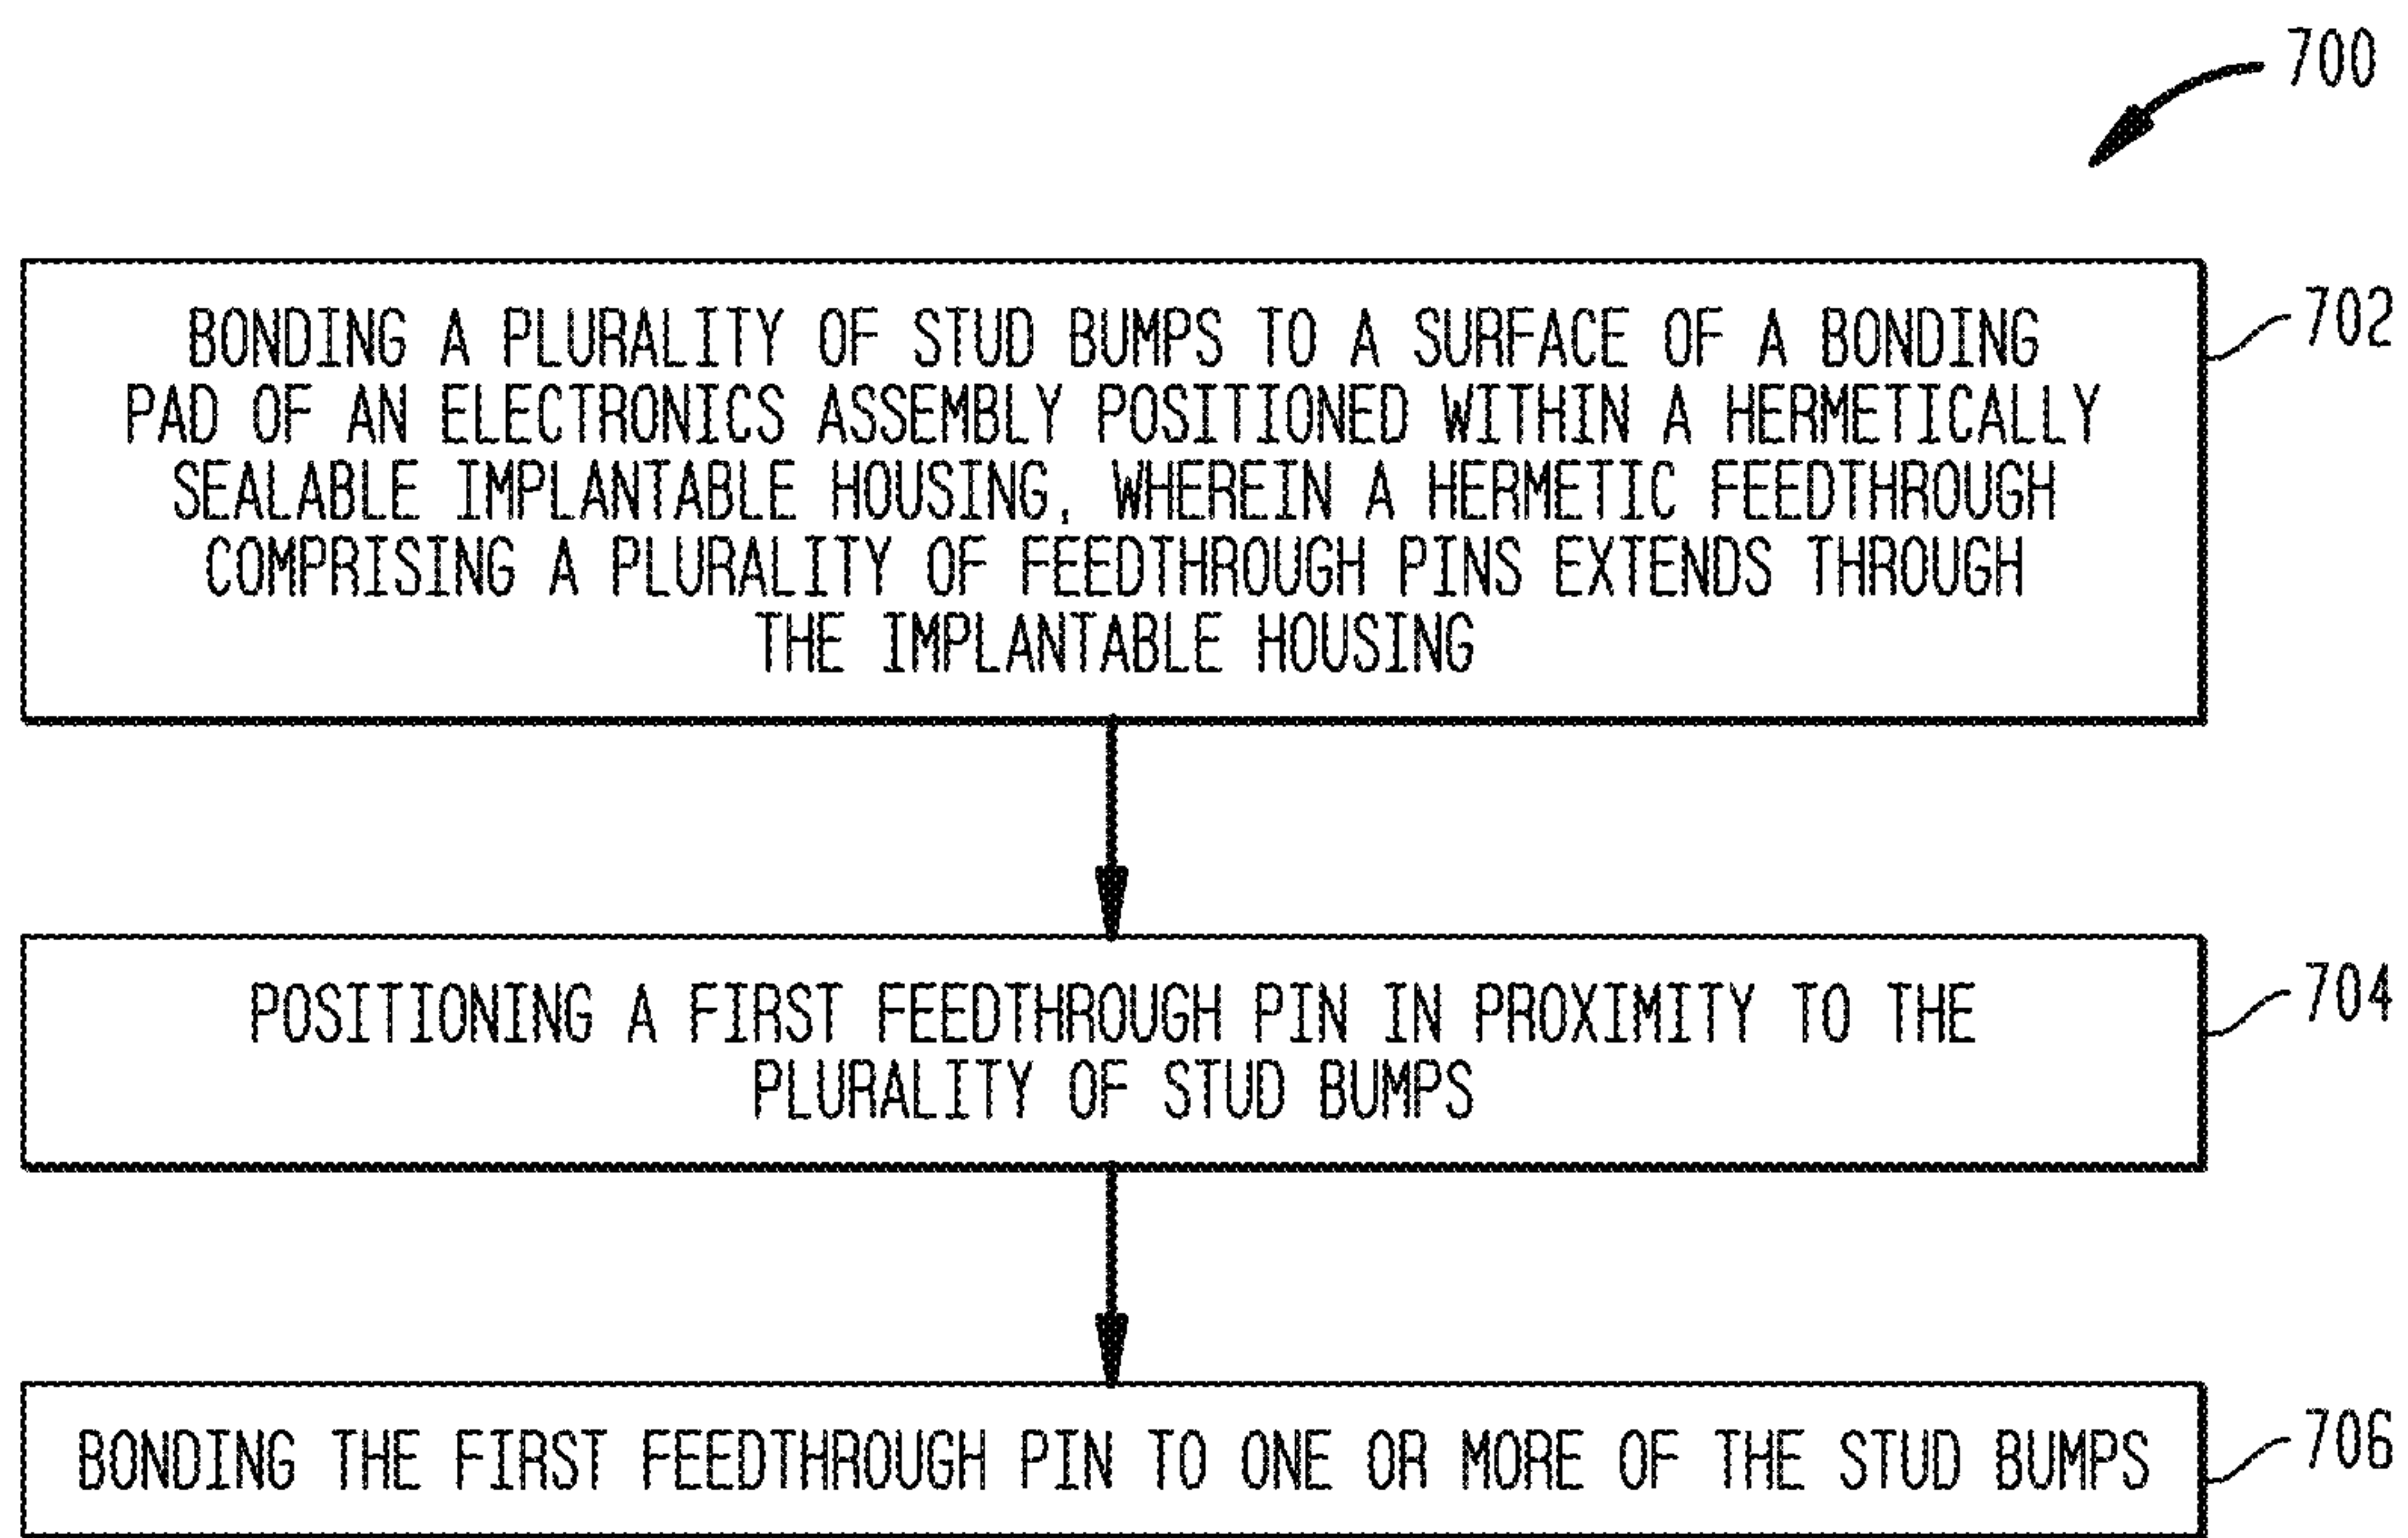 700
BONDING A PLURALITY OF STUD BUMPS TO A SURFACE OF A BONDING
PAD OF AN ELECTRONICS ASSEMBLY POSITIONED WITHIN A HERMETICALLY
SEALABLE IMPLANTABLE HOUSING, WHEREIN A HERMETIC FEEDTHROUGH
COMPRISING A PLURALITY OF FEEDTHROUGH PINS EXTENDS THROUGH
THE IMPLANTABLE HOUSING
702
POSITIONING A FIRST FEEDTHROUGH PIN IN PROXIMITY TO THE
PLURALITY OF STUD BUMPS
704
BONDING THE FIRST FEEDTHROUGH PIN TO ONE OR MORE OF THE STUD BUMPS
706